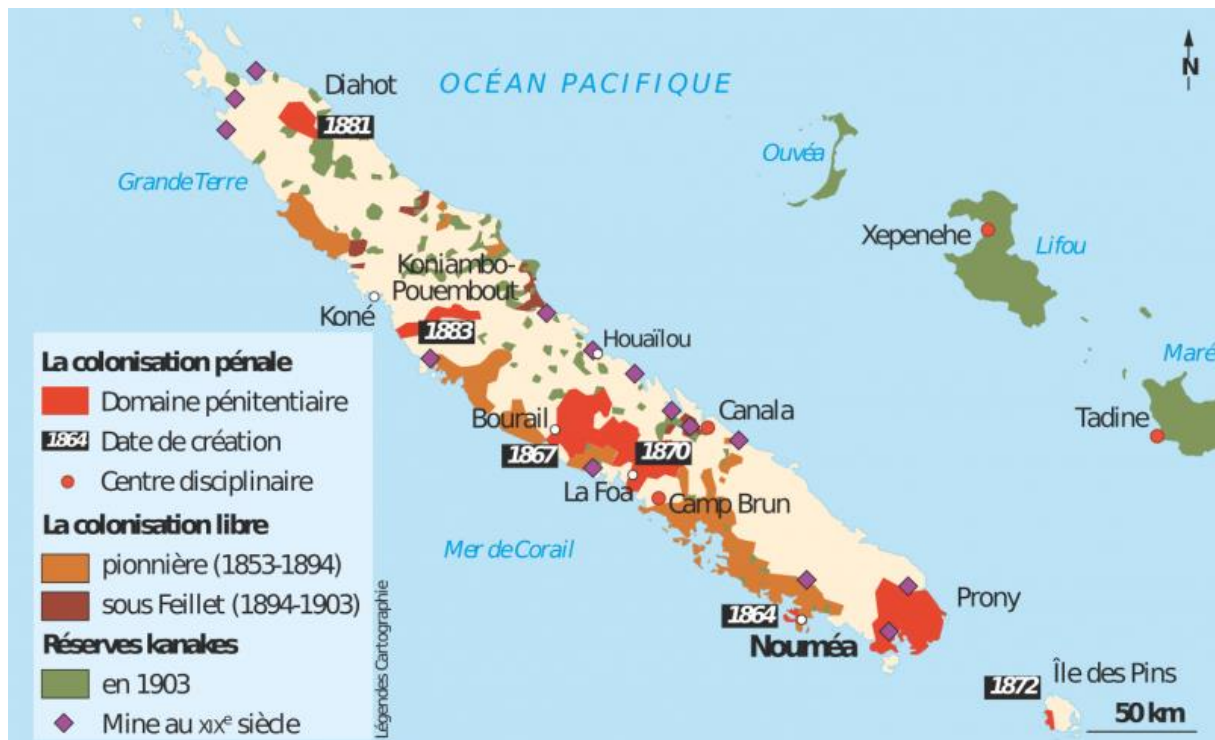 N
OCÉAN PACIFIQUE
Diahot
1881
Grande Terre
Ouvéa
Xepenehe
Lifou
Koniambo-
Pouembout
Koné
1883
Houaïlou
Maré
Bourail
Canala
Tadine
1867
1870
La Foa
Camp Brun
Mer de Corail
Prony
1864
Nouméa
Île des Pins
1872
50 km
La colonisation pénale
Domaine pénitentiaire
1864 Date de création
Centre disciplinaire
La colonisation libre
pionnière (1853-1894)
sous Feillet (1894-1903)
Réserves kanakes
en 1903
Mine au XIXe siècle
Légendes Cartographie